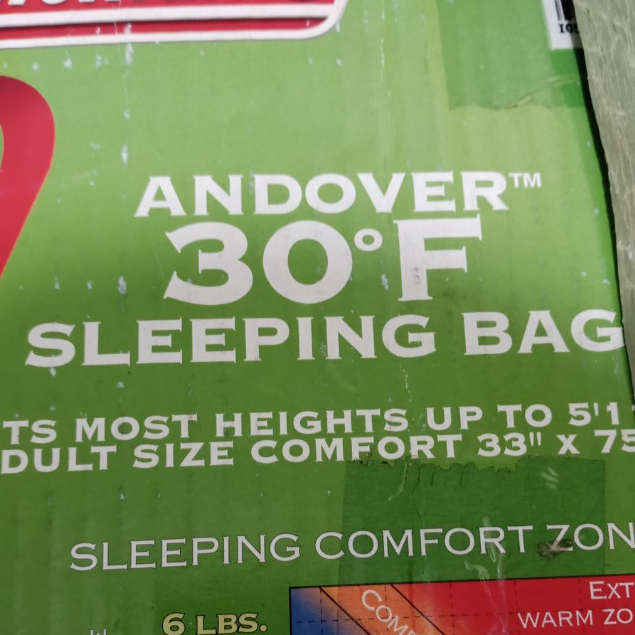 ANDOVER™
30°F
SLEEPING BAG
TS MOST HEIGHTS UP TO 5'1
DULT SIZE COMFORT 33" X 75
SLEEPING COMFORT ZON
EXT
WARM ZO
6 LBS.